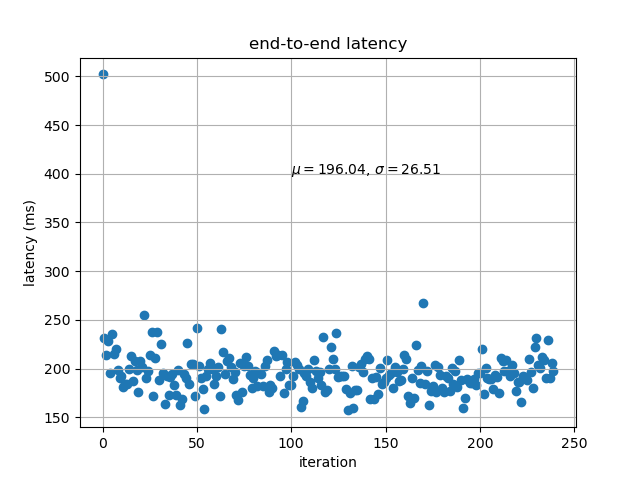 end-to-end latency
500
450
400
350
300
250
200
150
μ = 196.04, σ = 26.51
latency (ms)
0 50 100 150 200 250
iteration